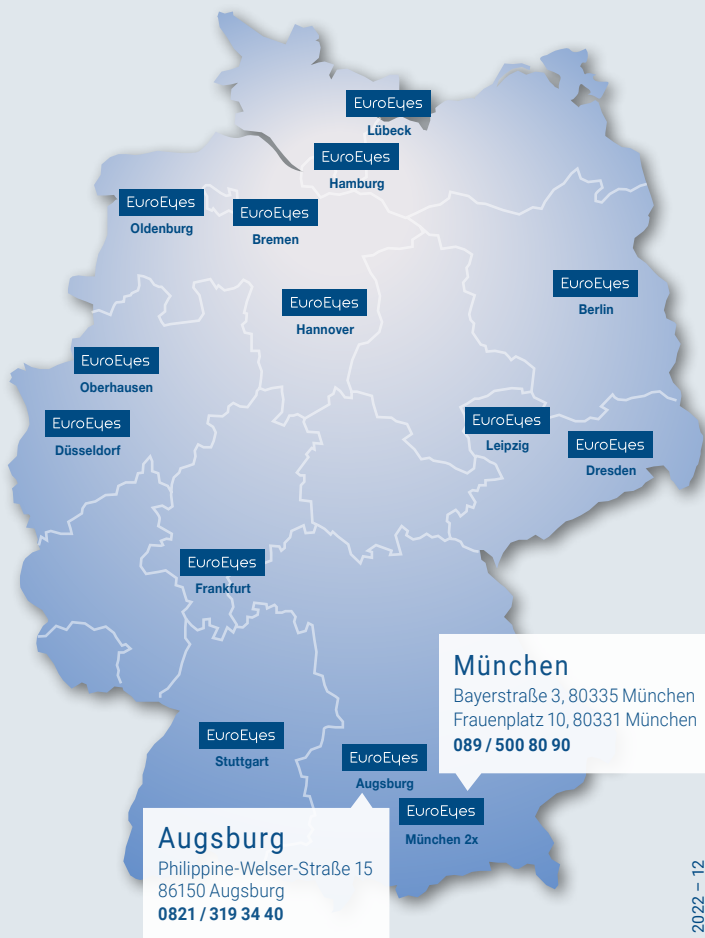 EuroEyes
Lübeck
EuroEyes
Hamburg
EuroEyes
Oldenburg
EuroEyes
Bremen
EuroEyes
Berlin
EuroEyes
Hannover
EuroEyes
Oberhausen
EuroEyes
Düsseldorf
EuroEyes
Leipzig
EuroEyes
Dresden
EuroEyes
Frankfurt
München
Bayerstraße 3, 80335 München
Frauenplatz 10, 80331 München
089 / 500 80 90
EuroEyes
Stuttgart
EuroEyes
Augsburg
EuroEyes
München 2x
Augsburg
Philippine-Welser-Straße 15
86150 Augsburg
0821 / 319 34 40
2022 – 12